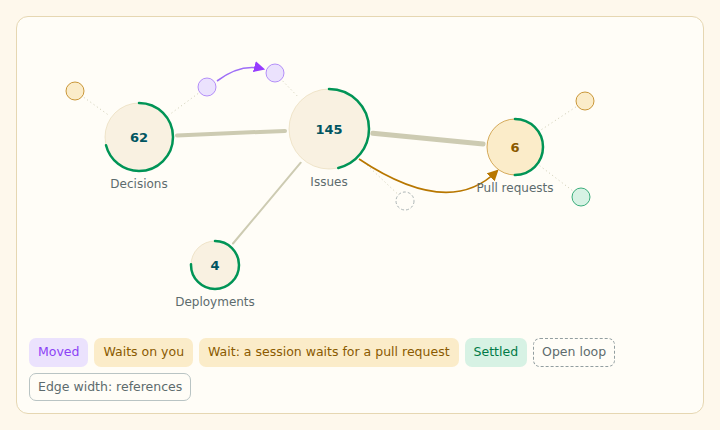 62
Decisions
145
Issues
6
Pull requests
4
Deployments
Moved
Waits on you
Wait: a session waits for a pull request
Settled
Open loop
Edge width: references